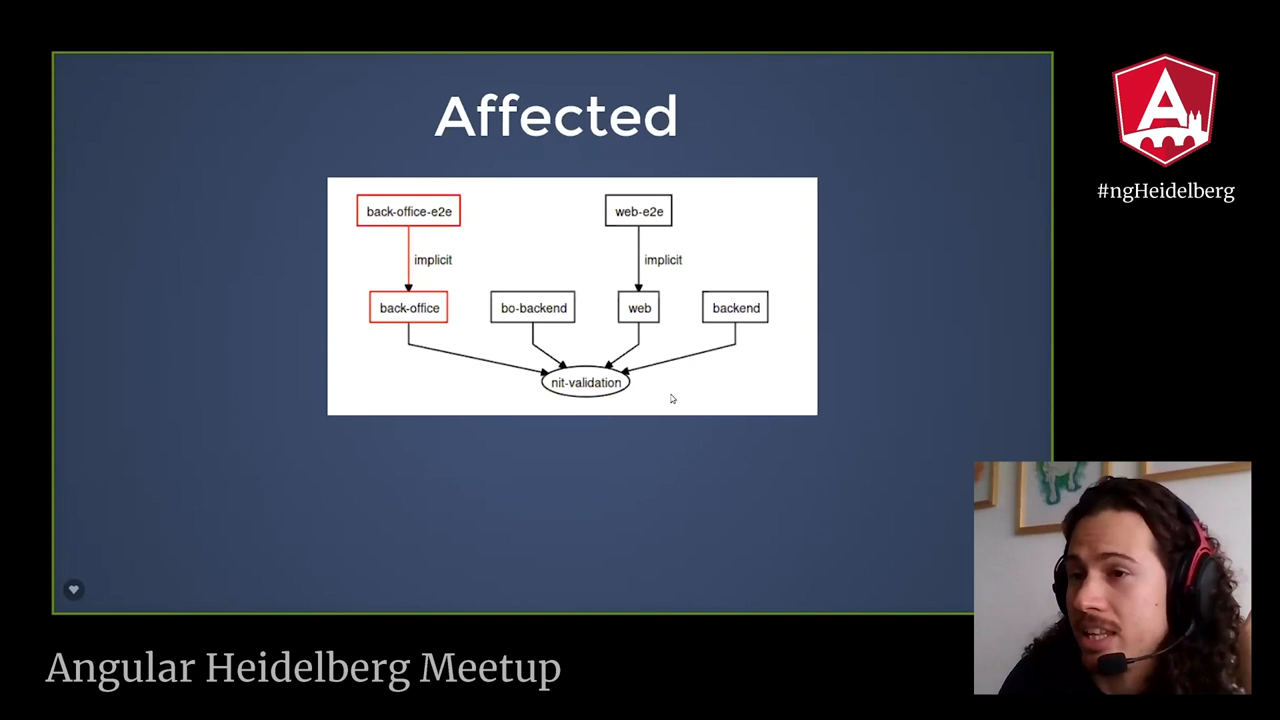 Affected
back-office-e2e
web-e2e
implicit
implicit
back-office
bo-backend
web
backend
nit-validation
#ngHeidelberg
Angular Heidelberg Meetup
A